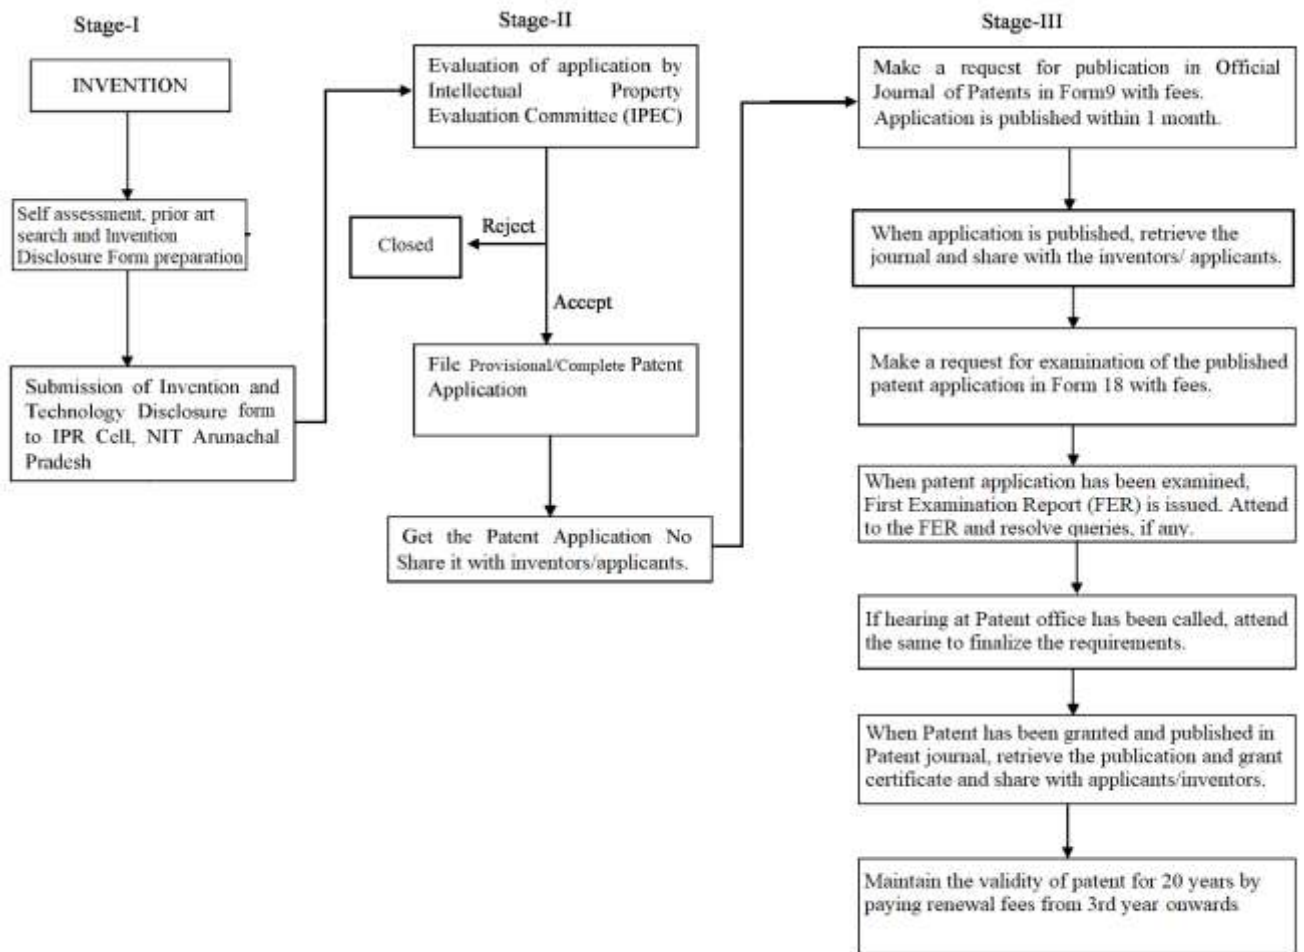 Stage-I
INVENTION
Self assessment, prior art
search and Invention
Disclosure Form preparation
Submission of Invention and
Technology Disclosure form
to IPR Cell, NIT Arunachal
Pradesh
Stage-II
Evaluation of application by
Intellectual Property
Evaluation Committee (IPEC)
Reject
Closed
Accept
File Provisional/Complete Patent
Application
Get the Patent Application No
Share it with inventors/applicants.
Stage-III
Make a request for publication in Official
Journal of Patents in Form9 with fees.
Application is published within 1 month.
When application is published, retrieve the
journal and share with the inventors/ applicants.
Make a request for examination of the published
patent application in Form 18 with fees.
When patent application has been examined,
First Examination Report (FER) is issued. Attend
to the FER and resolve queries, if any.
If hearing at Patent office has been called, attend
the same to finalize the requirements.
When Patent has been granted and published in
Patent journal, retrieve the publication and grant
certificate and share with applicants/inventors.
Maintain the validity of patent for 20 years by
paying renewal fees from 3rd year onwards